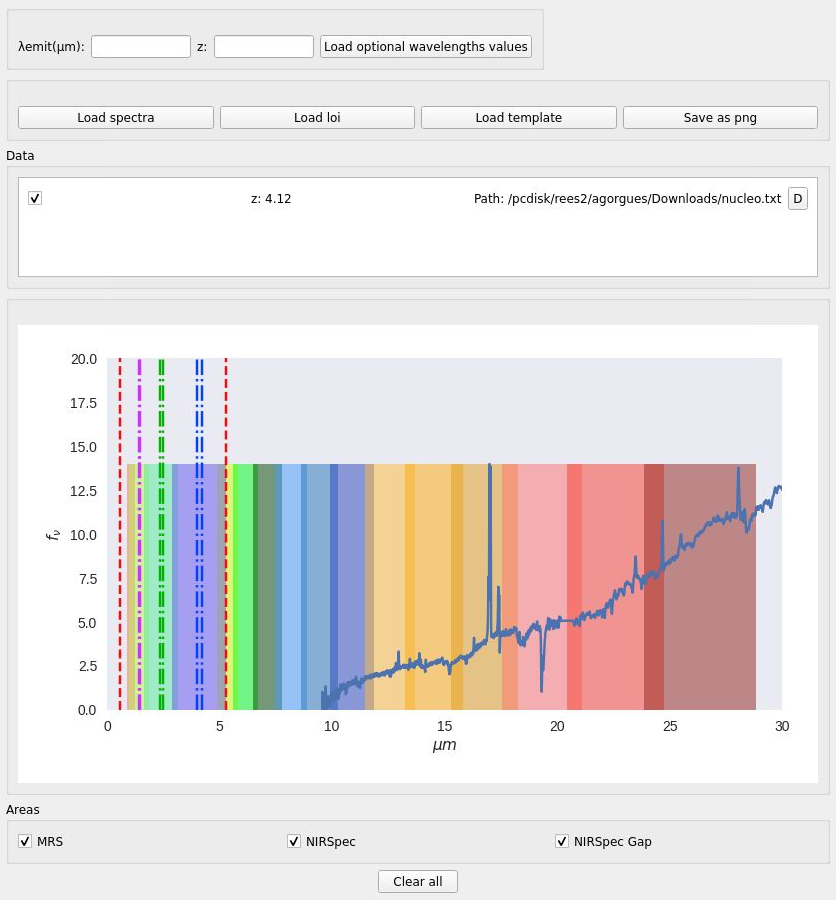 λemit(μm): z: Load optional wavelengths values
Load spectra Load loi Load template Save as png
Data
z: 4.12 Path: /pcdisk/rees2/agorgues/Downloads/nucleo.txt D
20.0
17.5
15.0
12.5
10.0
7.5
5.0
2.5
0.0
fν
0 5 10 15 20 25 30
μm
Areas
MRS NIRSpec NIRSpec Gap
Clear all